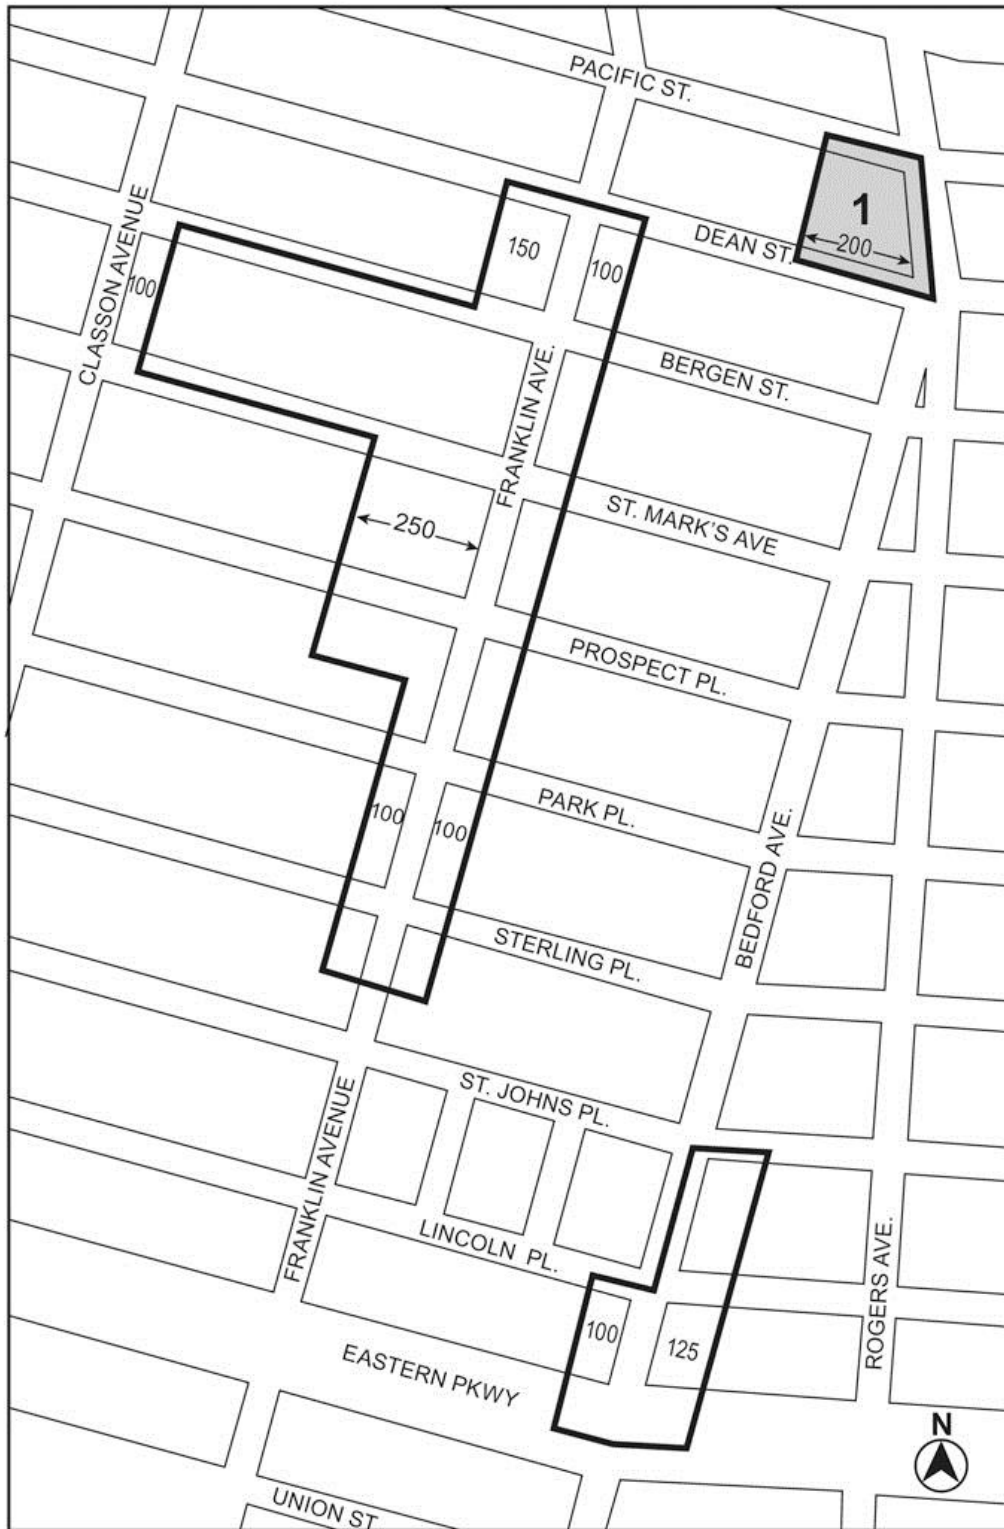 PACIFIC ST.
1
200
DEAN ST.
CLASSON AVENUE
150
100
100
BERGEN ST.
FRANKLIN AVE.
ST. MARK'S AVE
250
PROSPECT PL.
PARK PL.
100
100
BEDFORD AVE.
STERLING PL.
ST. JOHNS PL.
FRANKLIN AVENUE
LINCOLN PL.
ROGERS AVE.
100
125
EASTERN PKWY
N
UNION ST.